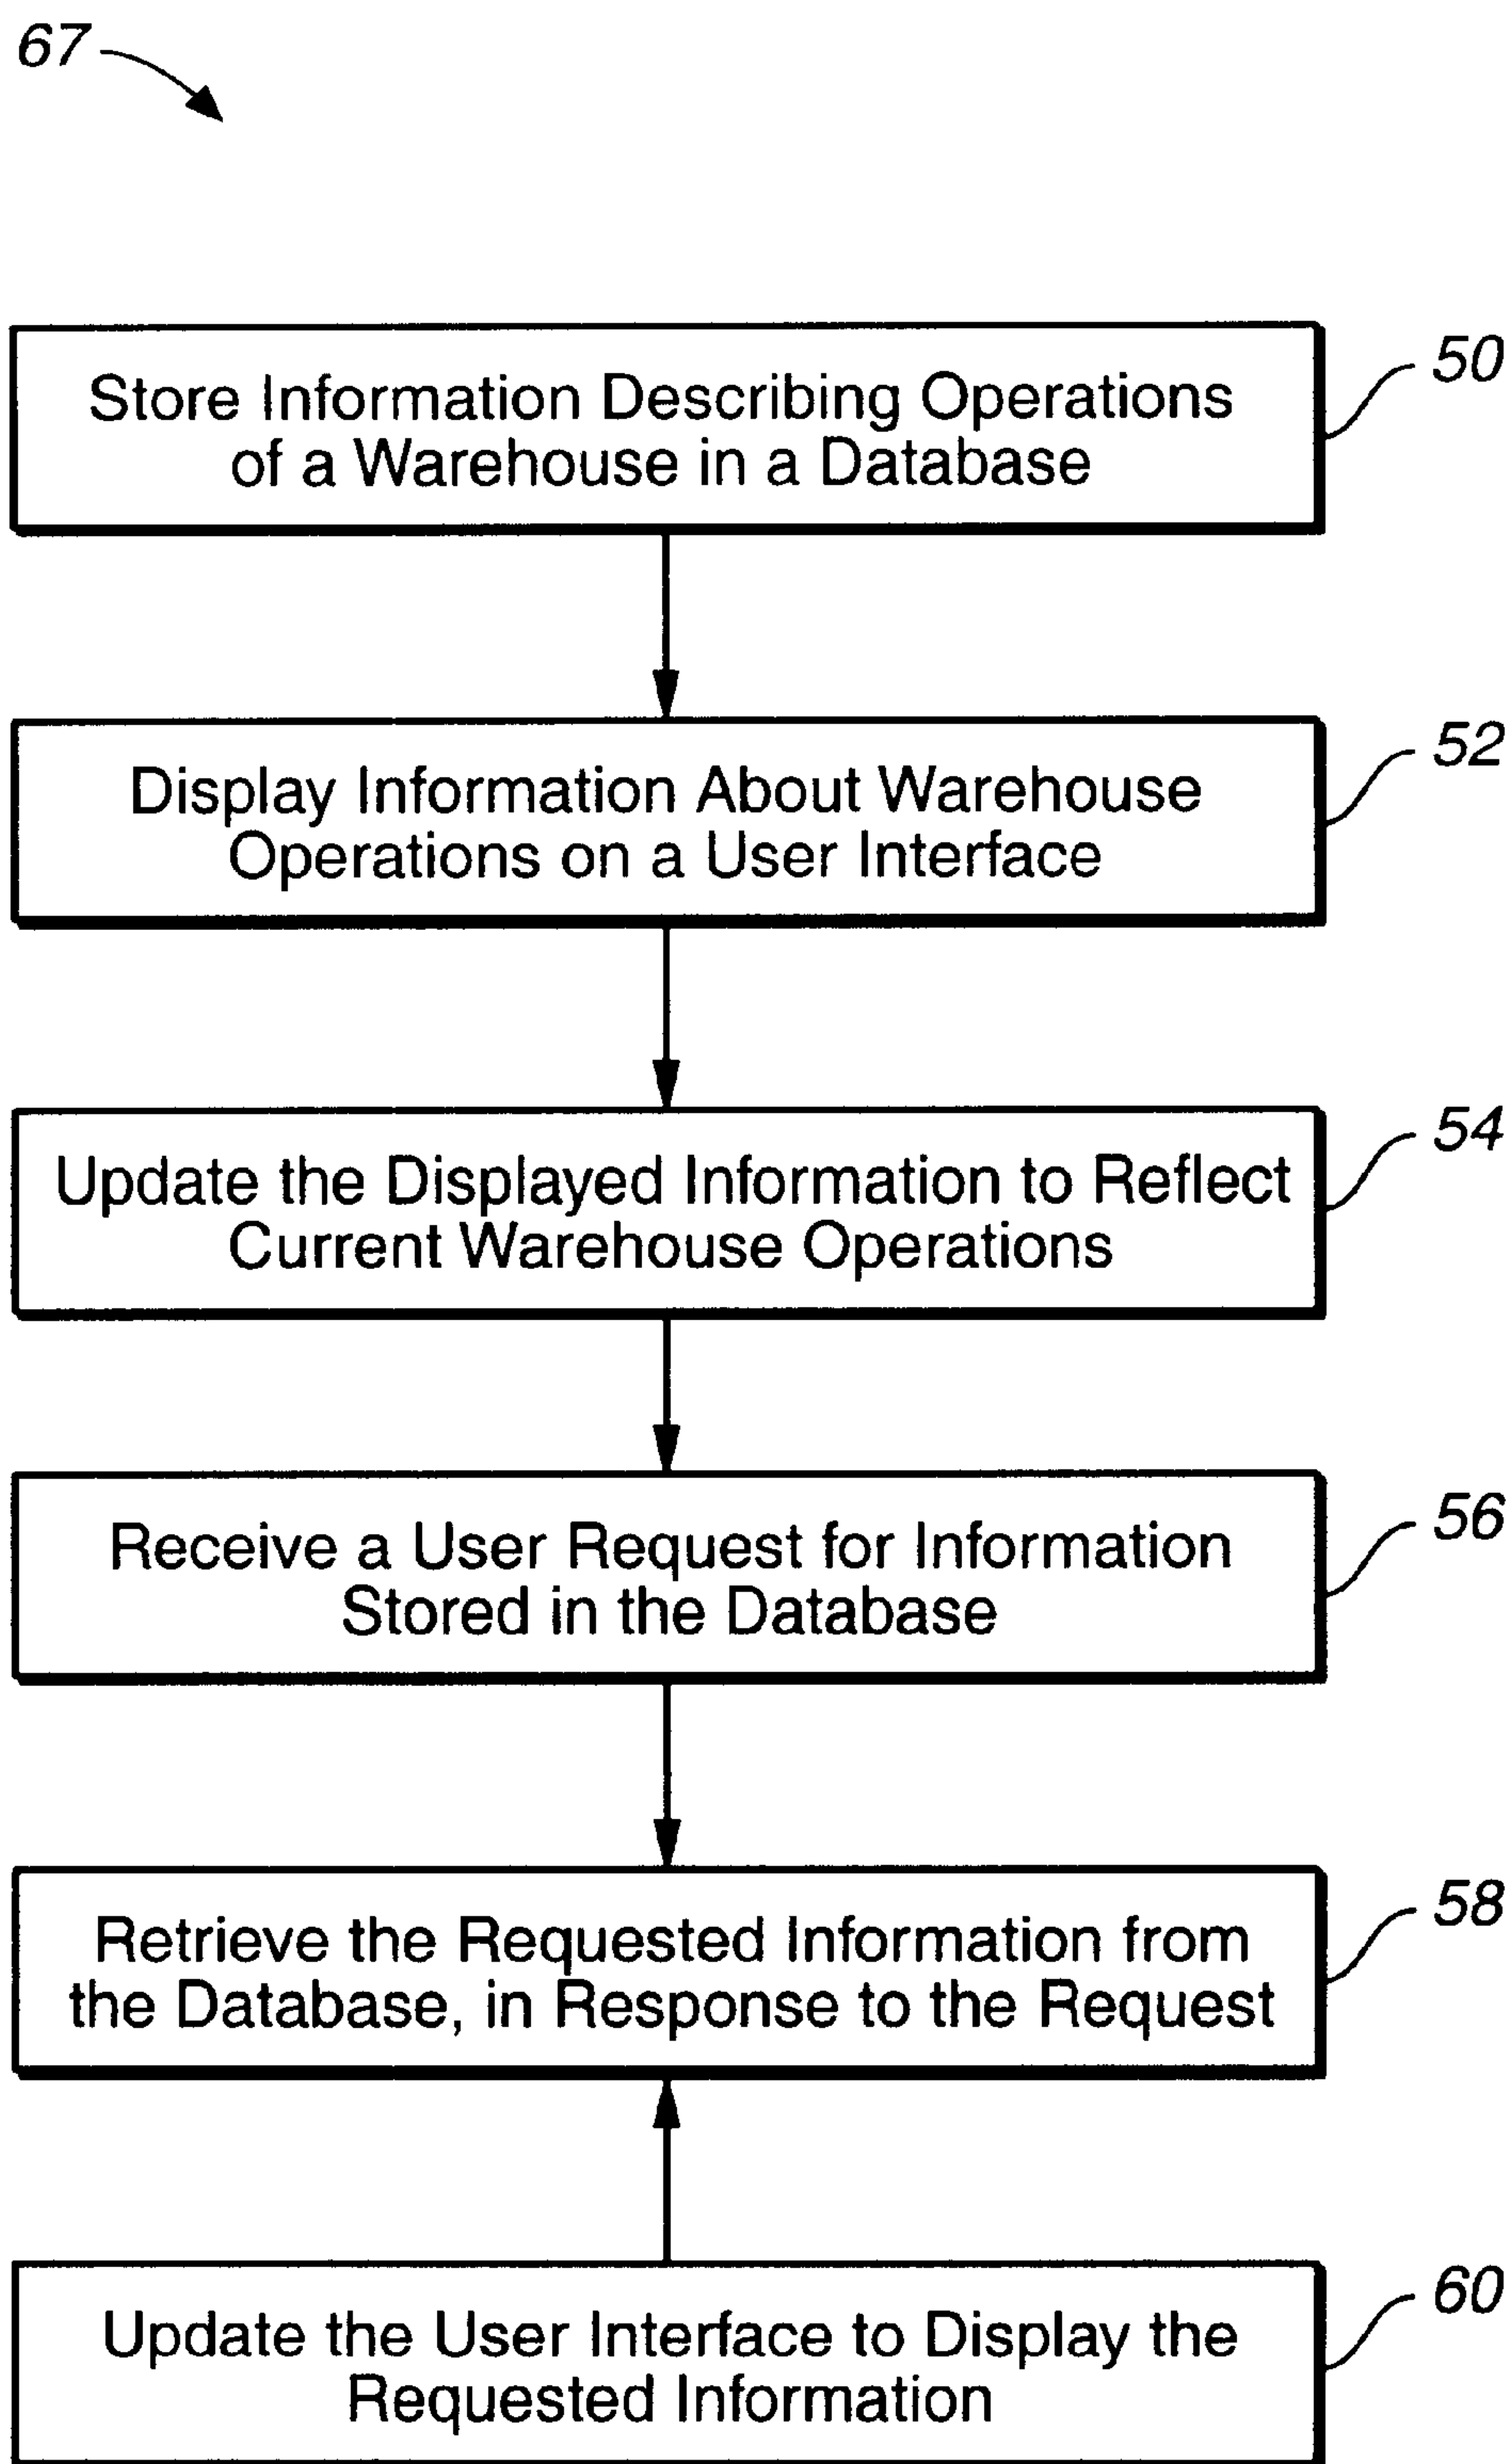 67
Store Information Describing Operations
of a Warehouse in a Database
50
Display Information About Warehouse
Operations on a User Interface
52
Update the Displayed Information to Reflect
Current Warehouse Operations
54
Receive a User Request for Information
Stored in the Database
56
Retrieve the Requested Information from
the Database, in Response to the Request
58
Update the User Interface to Display the
Requested Information
60